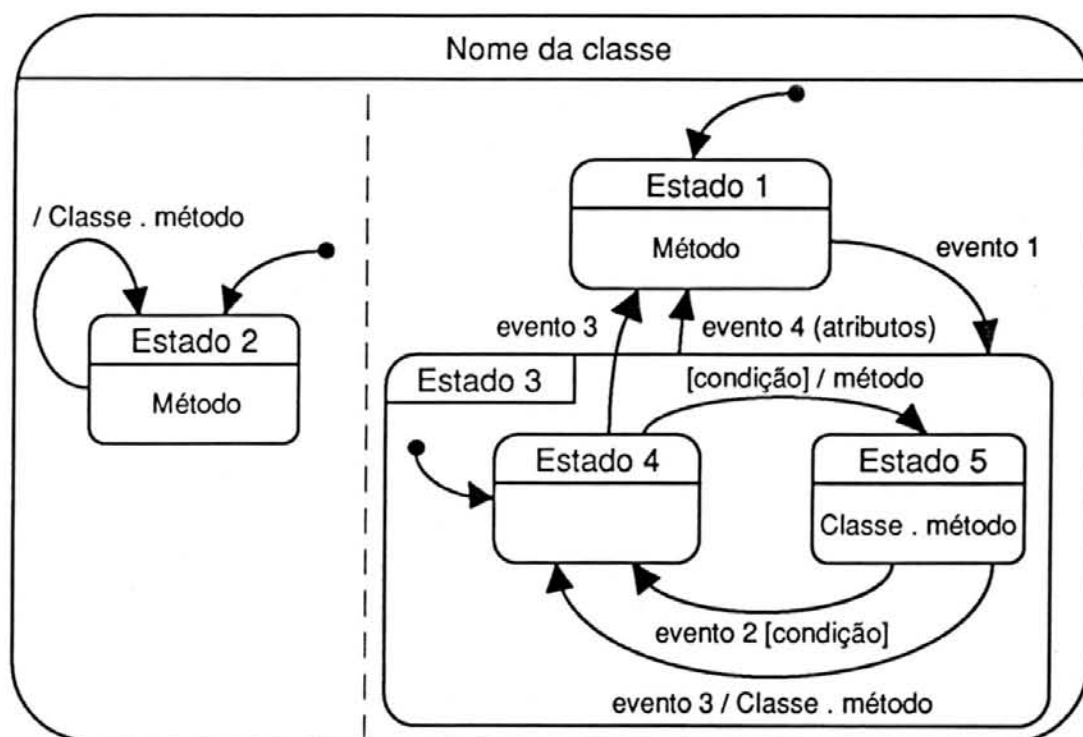 Nome da classe
/ Classe . método
Estado 2
Método
Estado 1
Método
evento 1
evento 3
evento 4 (atributos)
Estado 3
[condição] / método
Estado 4
Estado 5
Classe . método
evento 2 [condição]
evento 3 / Classe . método